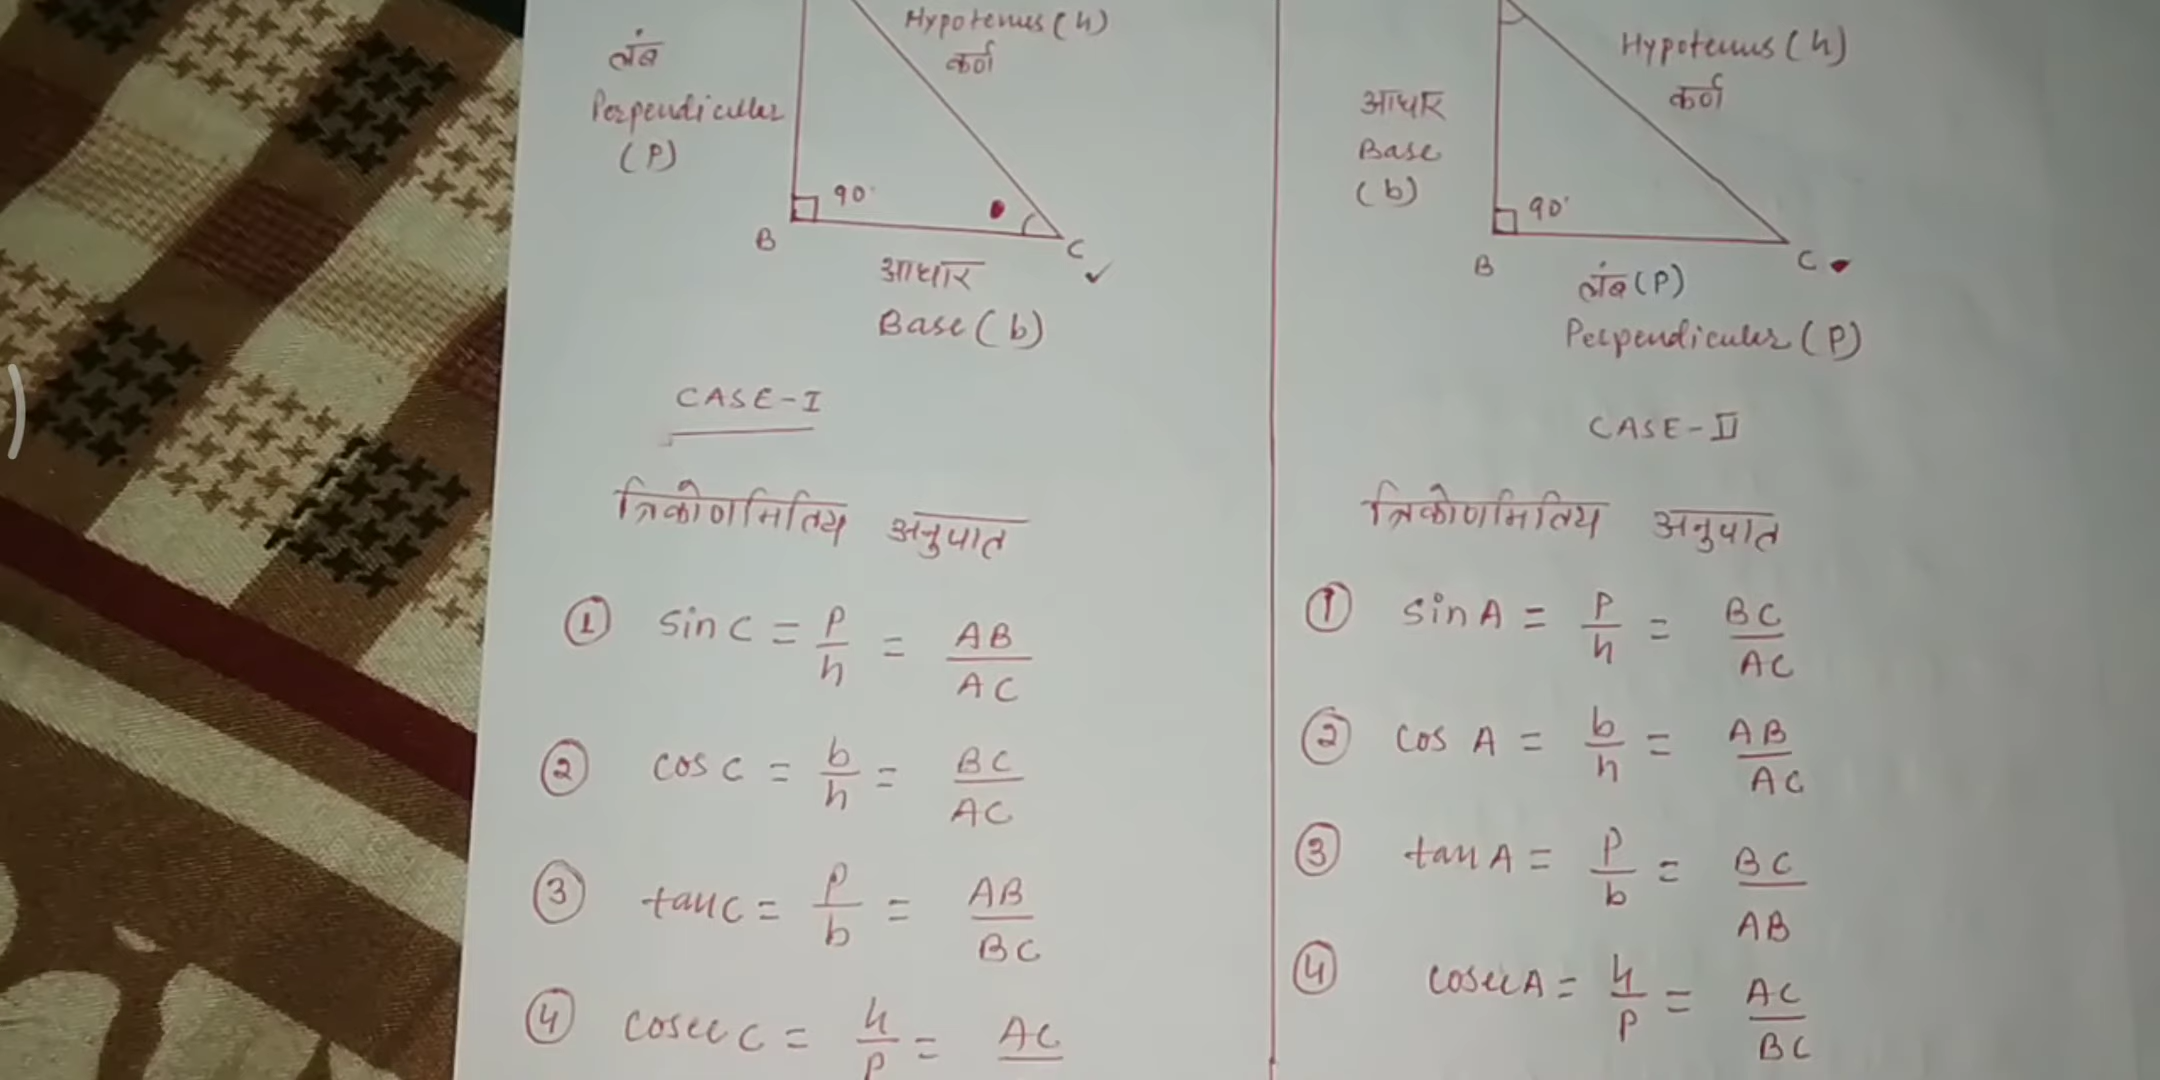 लंब
Perpendiculer
(P)
Hypotenus (h)
कर्ण
90°
B
C
आधार
Base (b)
CASE-I
त्रिकोणमितिय अनुपात
① sin C = P/h = AB/AC
② cos C = b/h = BC/AC
③ tan C = P/b = AB/BC
④ cosec C = h/P = AC
Hypotenus (h)
कर्ण
आधार
Base
(b)
90°
B
C
लंब (P)
Perpendiculer (P)
CASE-II
त्रिकोणमितिय अनुपात
① sin A = P/h = BC/AC
② cos A = b/h = AB/AC
③ tan A = P/b = BC/AB
④ cosec A = h/P = AC/BC